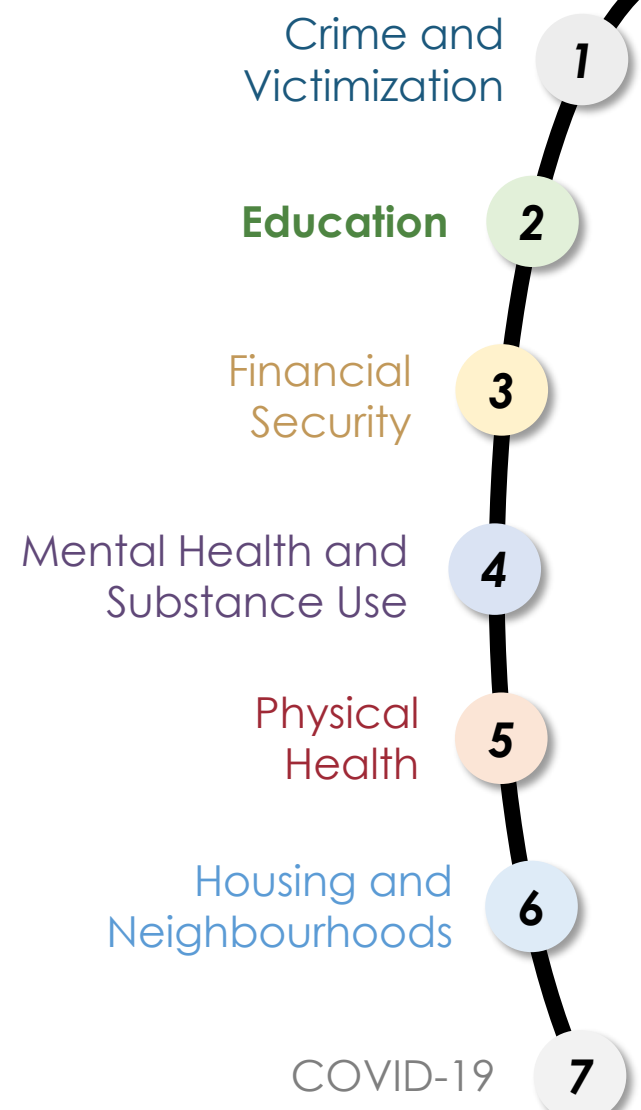 Crime and
Victimization
1
Education
2
Financial
Security
3
Mental Health and
Substance Use
4
Physical
Health
5
Housing and
Neighbourhoods
6
COVID-19
7